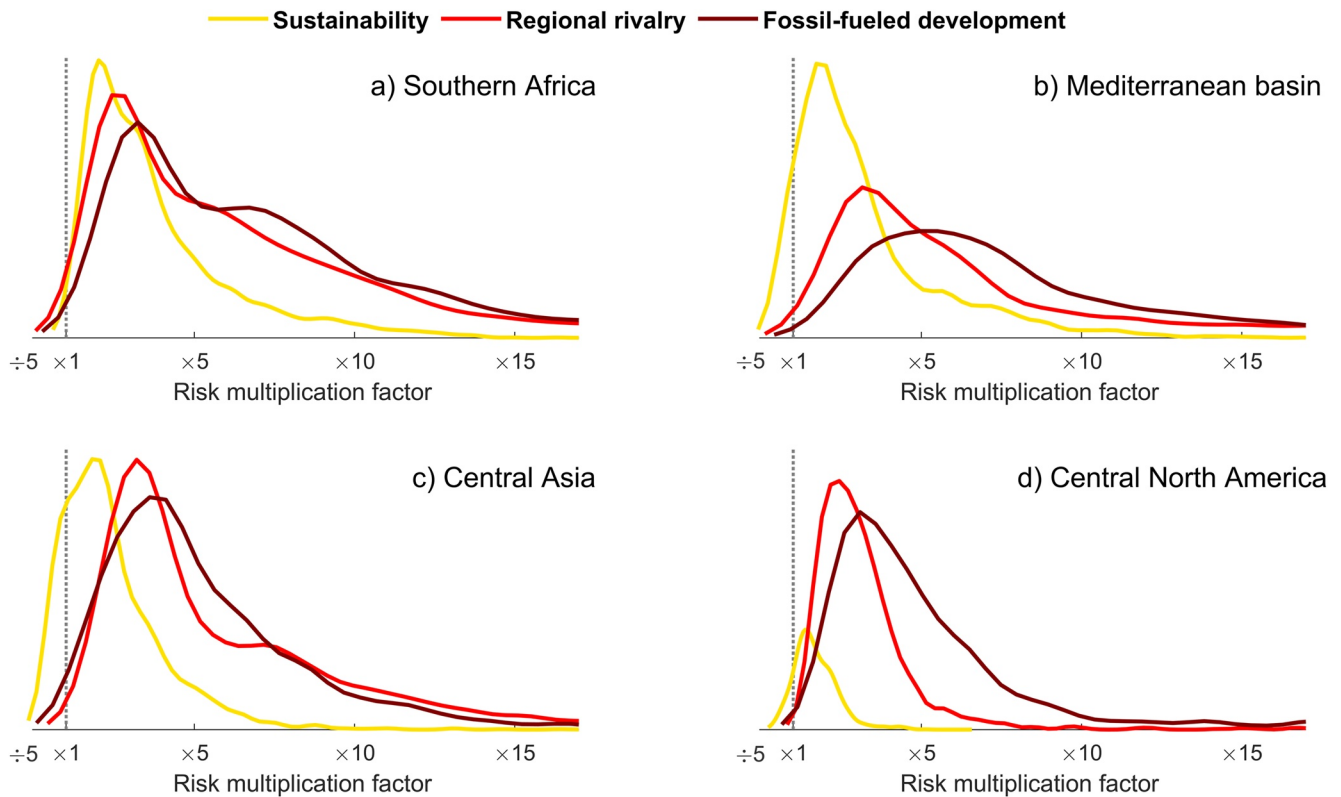 Sustainability Regional rivalry Fossil-fueled development
a) Southern Africa
÷5 ×1 ×5 ×10 ×15
Risk multiplication factor
b) Mediterranean basin
÷5 ×1 ×5 ×10 ×15
Risk multiplication factor
c) Central Asia
÷5 ×1 ×5 ×10 ×15
Risk multiplication factor
d) Central North America
÷5 ×1 ×5 ×10 ×15
Risk multiplication factor